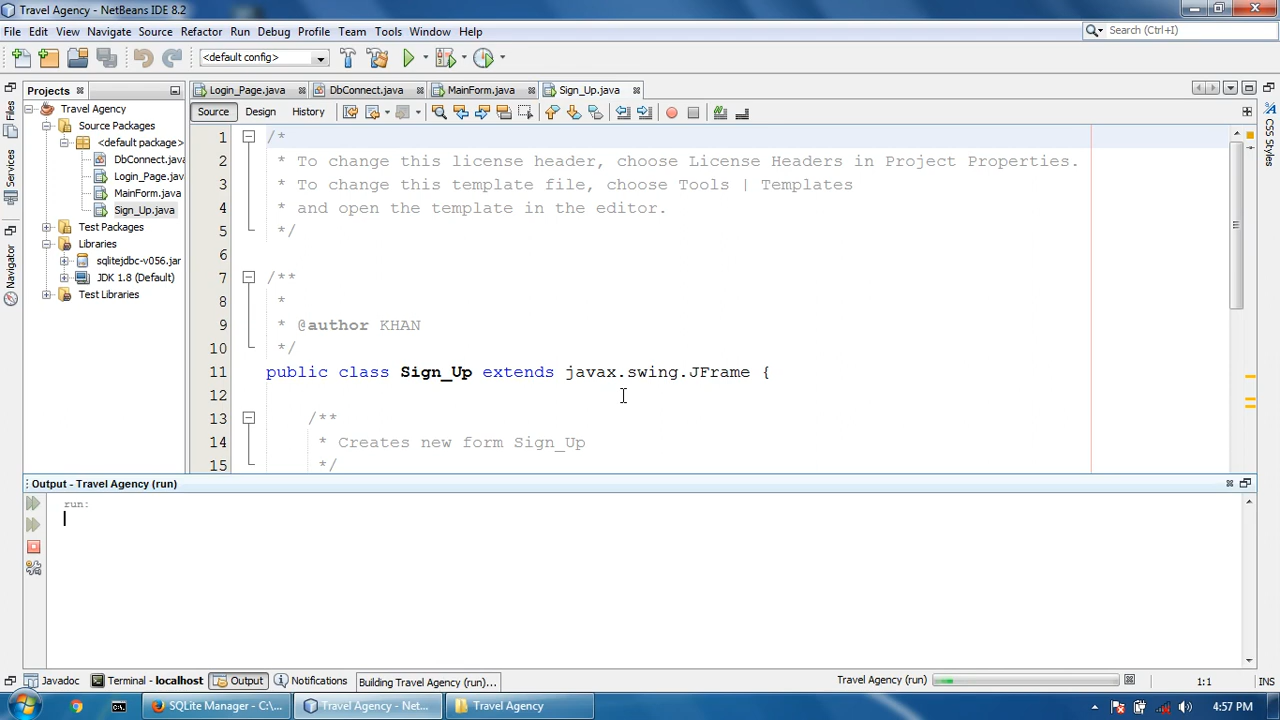 Travel Agency - NetBeans IDE 8.2
File Edit View Navigate Source Refactor Run Debug Profile Team Tools Window Help
Search (Ctrl+I)
<default config>
Projects
Login_Page.java DbConnect.java MainForm.java Sign_Up.java
Source Design History
Files
Services
Navigator
CSS Styles
Travel Agency
Source Packages
<default package>
DbConnect.java
Login_Page.java
MainForm.java
Sign_Up.java
Test Packages
Libraries
sqlitejdbc-v056.jar
JDK 1.8 (Default)
Test Libraries
1 /*
2 * To change this license header, choose License Headers in Project Properties.
3 * To change this template file, choose Tools | Templates
4 * and open the template in the editor.
5 */
6
7 /**
8 *
9 * @author KHAN
10 */
11 public class Sign_Up extends javax.swing.JFrame {
12
13 /**
14 * Creates new form Sign_Up
15 */
Output - Travel Agency (run)
run:
Javadoc Terminal - localhost Output Notifications Building Travel Agency (run)... Travel Agency (run) 1:1 INS
SQLite Manager - C:\... Travel Agency - Net... Travel Agency 4:57 PM